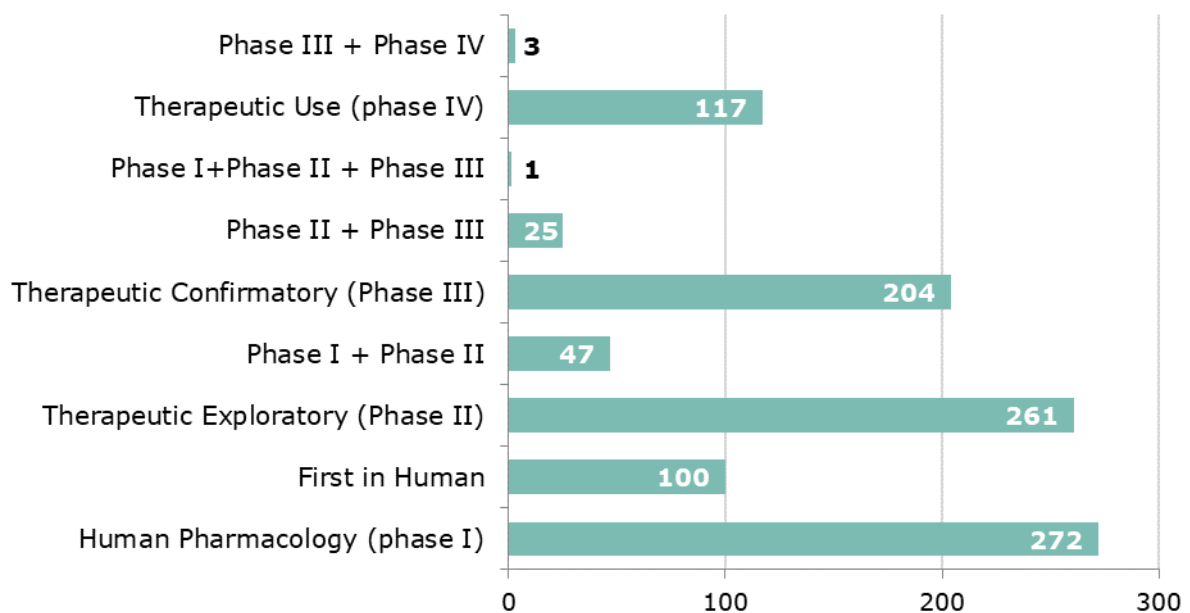 Phase III + Phase IV 3
Therapeutic Use (phase IV) 117
Phase I+Phase II + Phase III 1
Phase II + Phase III 25
Therapeutic Confirmatory (Phase III) 204
Phase I + Phase II 47
Therapeutic Exploratory (Phase II) 261
First in Human 100
Human Pharmacology (phase I) 272
0 100 200 300